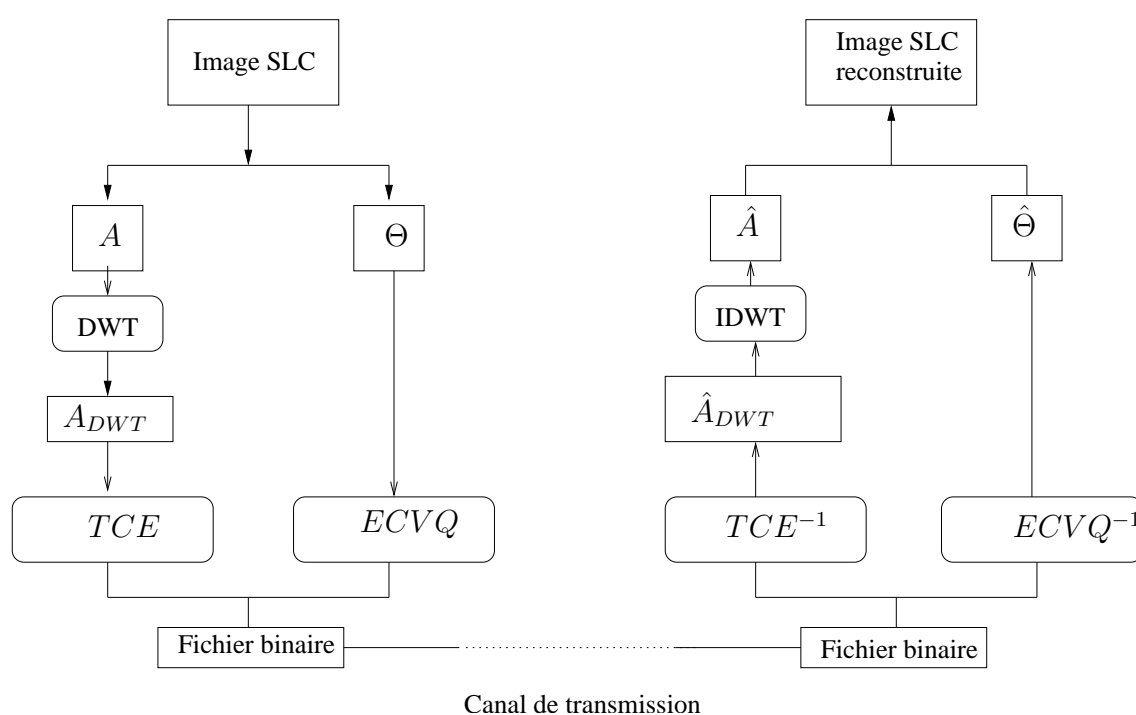 Image SLC
A
Θ
DWT
A_{DWT}
TCE
ECVQ
Fichier binaire
Image SLC
reconstruite
Â
Θ̂
IDWT
Â_{DWT}
TCE^{-1}
ECVQ^{-1}
Fichier binaire
Canal de transmission